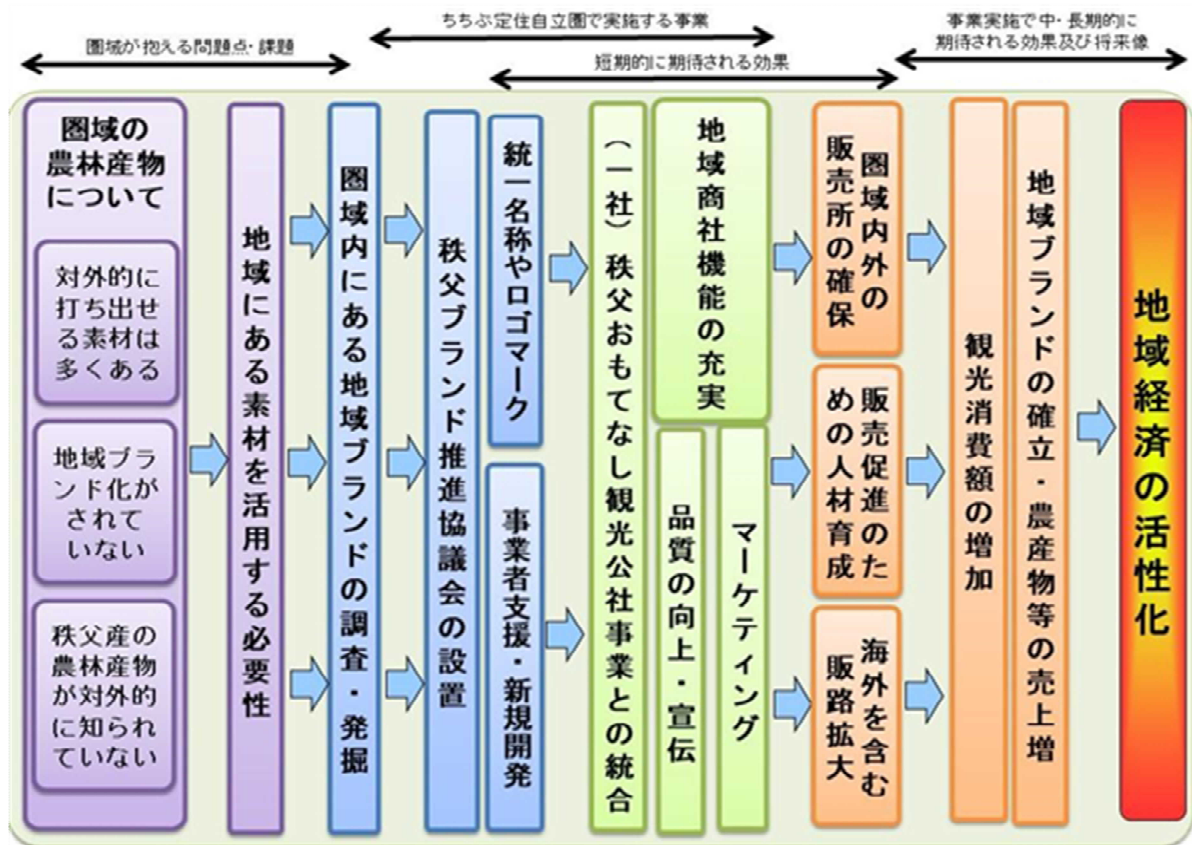 圏域が抱える問題点・課題
ちちぶ定住自立圏で実施する事業
短期的に期待される効果
事業実施で中・長期的に
期待される効果及び将来像
圏域の
農林産物
について
対外的に
打ち出せ
る素材は
多くある
地域ブラ
ンド化が
されて
いない
秩父産の
農林産物
が対外的
に知られ
ていない
地域にある素材を活用する必要性
圏域内にある地域ブランドの調査・発掘
秩父ブランド推進協議会の設置
統一名称やロゴマーク
事業者支援・新規開発
(一社)秩父おもてなし観光公社事業との統合
地域商社機能の充実
品質の向上・宣伝
マーケティング
圏域内外の
販売所の確保
販売促進のた
めの人材育成
海外を含む
販路拡大
観光消費額の増加
地域ブランドの確立・農産物等の売上増
地域経済の活性化